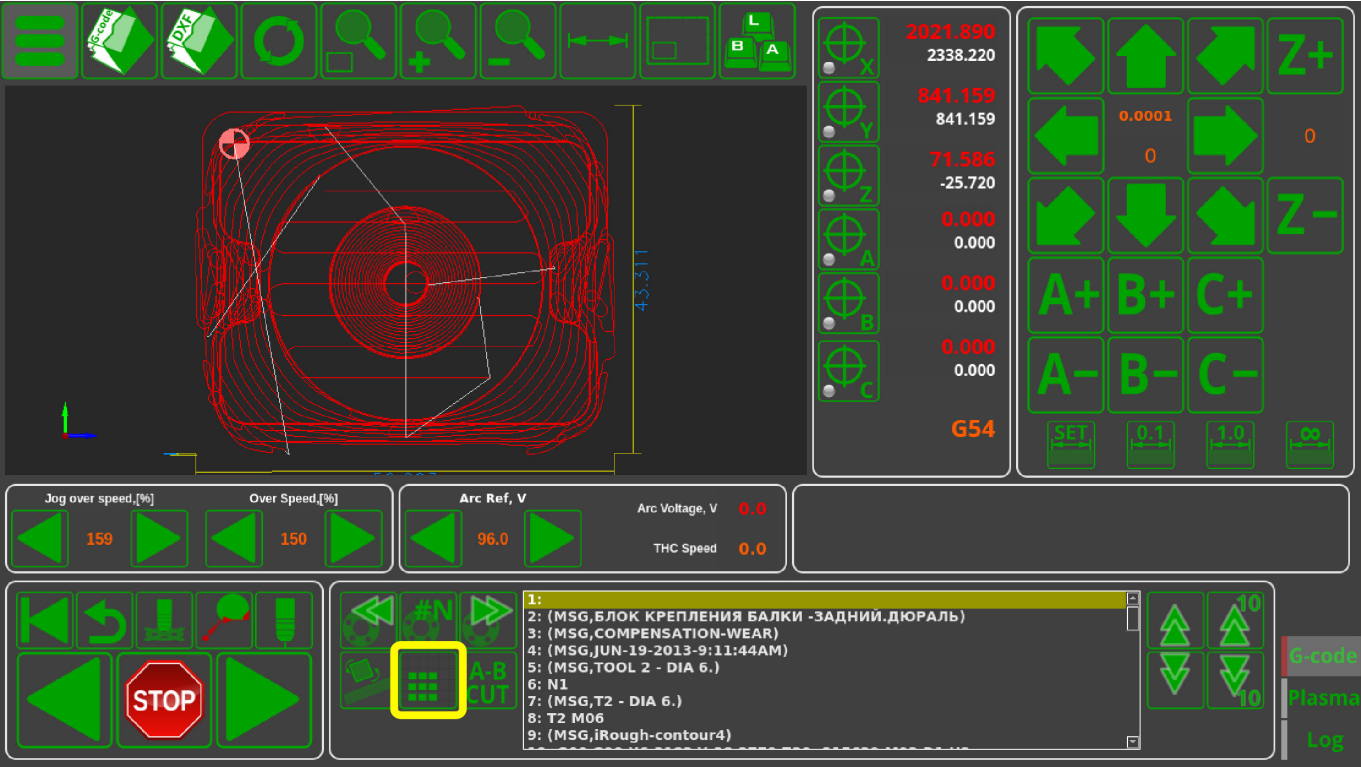 G-code
DXF
L
B
A
X
2021.890
2338.220
Y
841.159
841.159
Z
71.586
-25.720
A
0.000
0.000
B
0.000
0.000
C
0.000
0.000
G54
Z+
0.0001
0
0
Z−
A+ B+ C+
A− B− C−
SET 0.1 1.0 ∞
43.311
Jog over speed,[%]
159
Over Speed,[%]
150
Arc Ref, V
96.0
Arc Voltage, V 0.0
THC Speed 0.0
STOP
#N
A-B
CUT
1:
2: (MSG,БЛОК КРЕПЛЕНИЯ БАЛКИ -ЗАДНИЙ.ДЮРАЛЬ)
3: (MSG,COMPENSATION-WEAR)
4: (MSG,JUN-19-2013-9:11:44AM)
5: (MSG,TOOL 2 - DIA 6.)
6: N1
7: (MSG,T2 - DIA 6.)
8: T2 M06
9: (MSG,iRough-contour4)
10
10
G-code
Plasma
Log